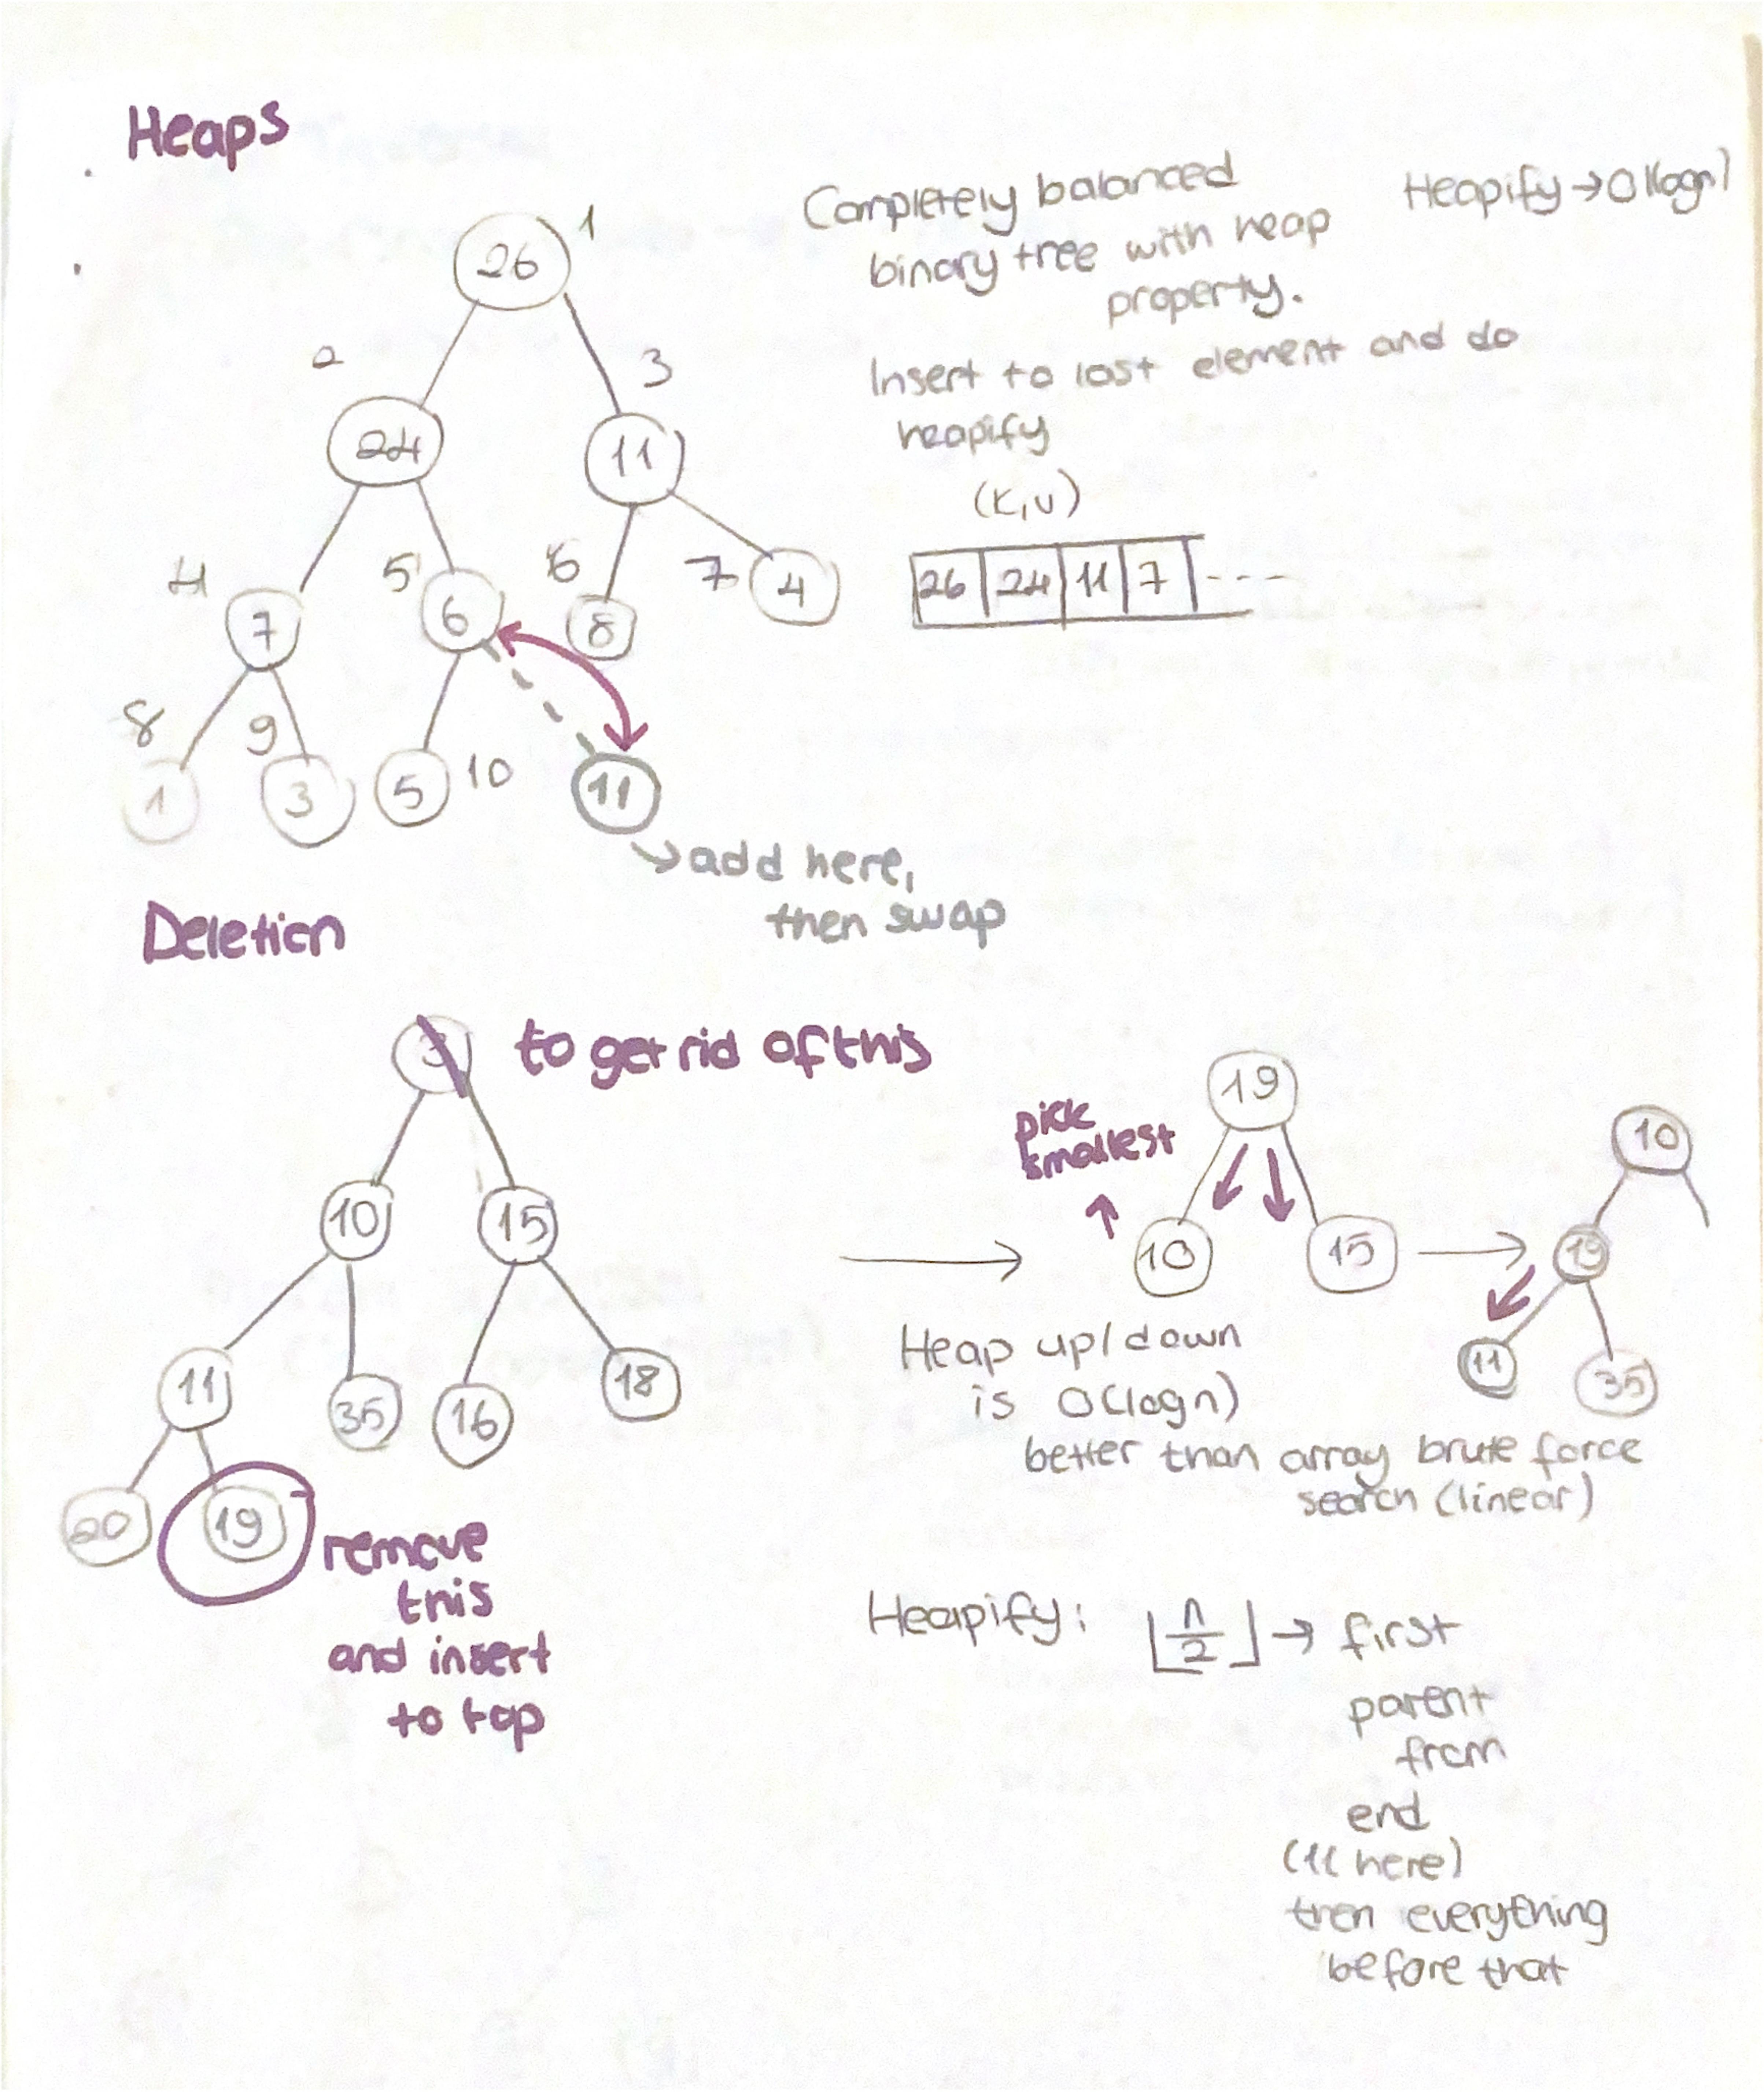 Heaps
Completely balanced
binary tree with heap
property.
Heapify → O(logn)
Insert to last element and do
heapify
(K,V)
26 24 11 7 ---
26 1
2 3
24 11
4 5 6 7
7 6 8 4
8 9 10
1 3 5 11
→ add here,
then swap
Deletion
3 to get rid of this
10 15
11 35 16 18
20 19
remove
this
and insert
to top
19
pick
smallest
↑
10 15
→
→
10
19
11 35
Heap up/down
is O(logn)
better than array brute force
search (linear)
Heapify: ⌊n/2⌋ → first
parent
from
end
(11 here)
then everything
before that